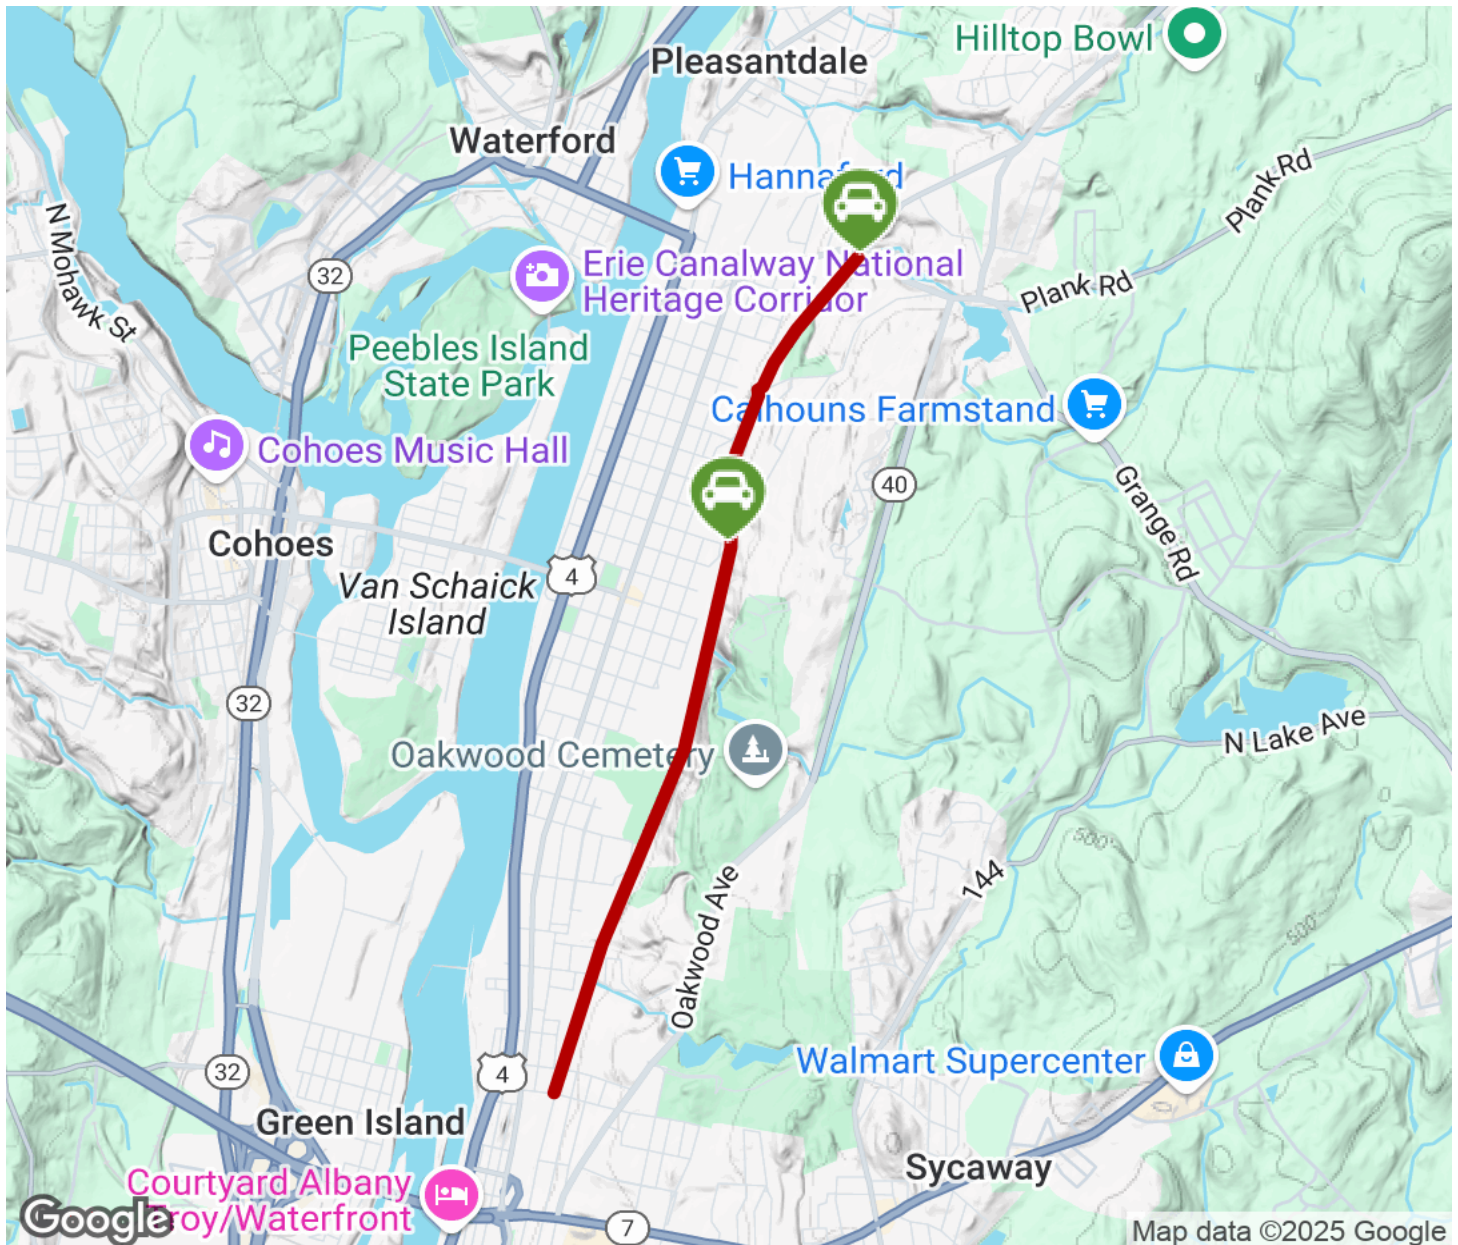 Hilltop Bowl
Pleasantdale
Waterford
Hannaford
Plank Rd
N Mohawk St
32
Erie Canalway National
Heritage Corridor
Plank Rd
Peebles Island
State Park
Calhouns Farmstand
Cohoes Music Hall
40
Grange Rd
Cohoes
4
Van Schaick
Island
32
N Lake Ave
Oakwood Cemetery
500'
144
Oakwood Ave
500'
Walmart Supercenter
32
4
Green Island
Sycaway
Courtyard Albany
Troy/Waterfront
7
Google
Map data ©2025 Google